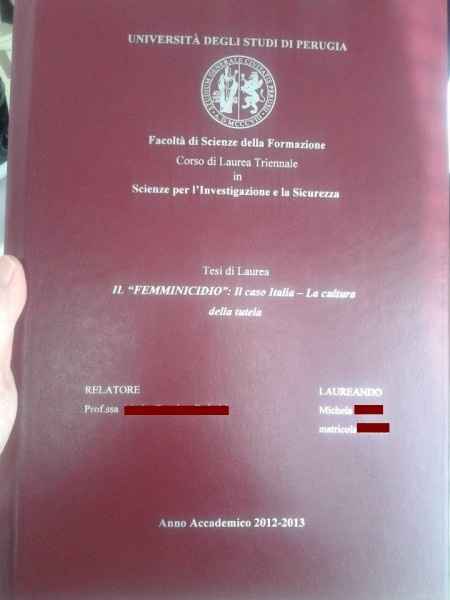 UNIVERSITÀ DEGLI STUDI DI PERUGIA
Facoltà di Scienze della Formazione
Corso di Laurea Triennale
in
Scienze per l'Investigazione e la Sicurezza
Tesi di Laurea
IL "FEMMINICIDIO": Il caso Italia – La cultura
della tutela
RELATORE
Prof.ssa
LAUREANDO
Michele
matricola
Anno Accademico 2012-2013